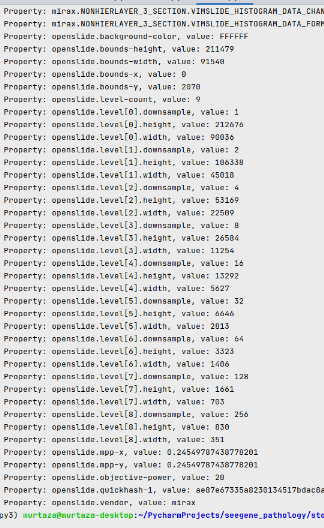 Property: mirax.NONHIERLAYER_3_SECTION.VIMSLIDE_HISTOGRAM_DATA_CHAN
Property: mirax.NONHIERLAYER_3_SECTION.VIMSLIDE_HISTOGRAM_DATA_FORM
Property: openslide.background-color, value: FFFFFF
Property: openslide.bounds-height, value: 211479
Property: openslide.bounds-width, value: 91540
Property: openslide.bounds-x, value: 0
Property: openslide.bounds-y, value: 2070
Property: openslide.level-count, value: 9
Property: openslide.level[0].downsample, value: 1
Property: openslide.level[0].height, value: 212676
Property: openslide.level[0].width, value: 90036
Property: openslide.level[1].downsample, value: 2
Property: openslide.level[1].height, value: 106338
Property: openslide.level[1].width, value: 45018
Property: openslide.level[2].downsample, value: 4
Property: openslide.level[2].height, value: 53169
Property: openslide.level[2].width, value: 22509
Property: openslide.level[3].downsample, value: 8
Property: openslide.level[3].height, value: 26584
Property: openslide.level[3].width, value: 11254
Property: openslide.level[4].downsample, value: 16
Property: openslide.level[4].height, value: 13292
Property: openslide.level[4].width, value: 5627
Property: openslide.level[5].downsample, value: 32
Property: openslide.level[5].height, value: 6646
Property: openslide.level[5].width, value: 2813
Property: openslide.level[6].downsample, value: 64
Property: openslide.level[6].height, value: 3323
Property: openslide.level[6].width, value: 1406
Property: openslide.level[7].downsample, value: 128
Property: openslide.level[7].height, value: 1661
Property: openslide.level[7].width, value: 703
Property: openslide.level[8].downsample, value: 256
Property: openslide.level[8].height, value: 830
Property: openslide.level[8].width, value: 351
Property: openslide.mpp-x, value: 0.24549787438778201
Property: openslide.mpp-y, value: 0.24549787438778201
Property: openslide.objective-power, value: 20
Property: openslide.quickhash-1, value: ae87e67335a8230134517bdac8a
Property: openslide.vendor, value: mirax
py3) murtaza@murtaza-desktop:~/PycharmProjects/seegene_pathology/sto